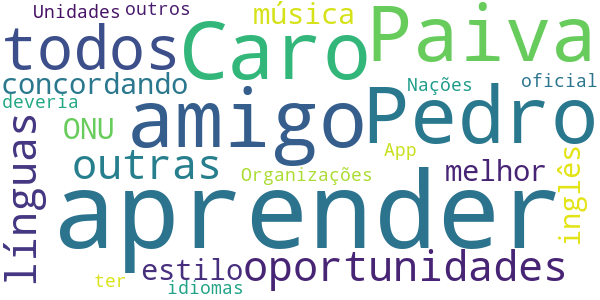 Unidades outros
música
Paiva
todos
Caro
concordando
Nações
oficial
deveria
amigo
Pedro
ONU
línguas
outras
App
inglês
Organizações
melhor
aprender
estilo
oportunidades
ter
idiomas